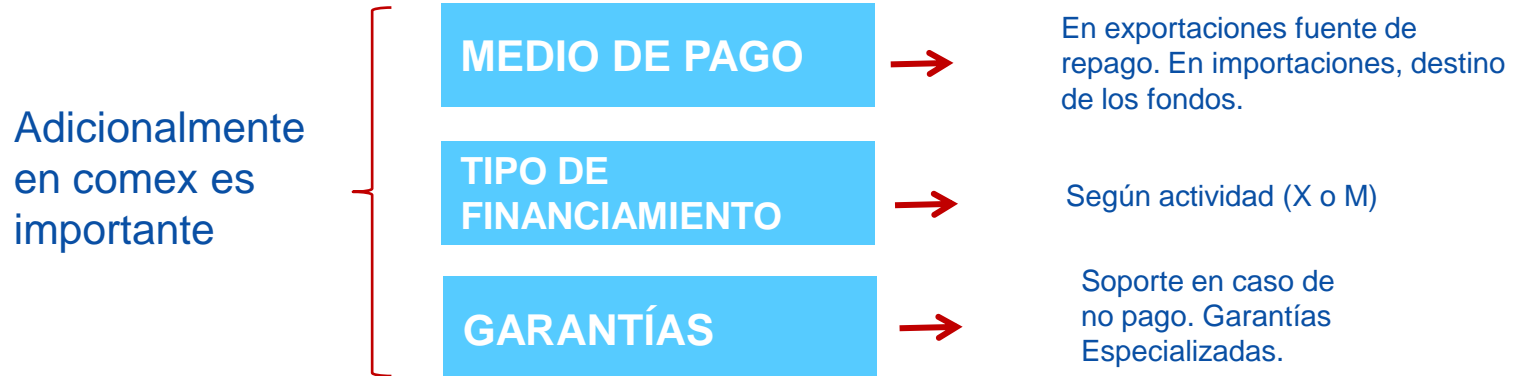 Adicionalmente
en comex es
importante
MEDIO DE PAGO
En exportaciones fuente de
repago. En importaciones, destino
de los fondos.
TIPO DE
FINANCIAMIENTO
Según actividad (X o M)
GARANTÍAS
Soporte en caso de
no pago. Garantías
Especializadas.